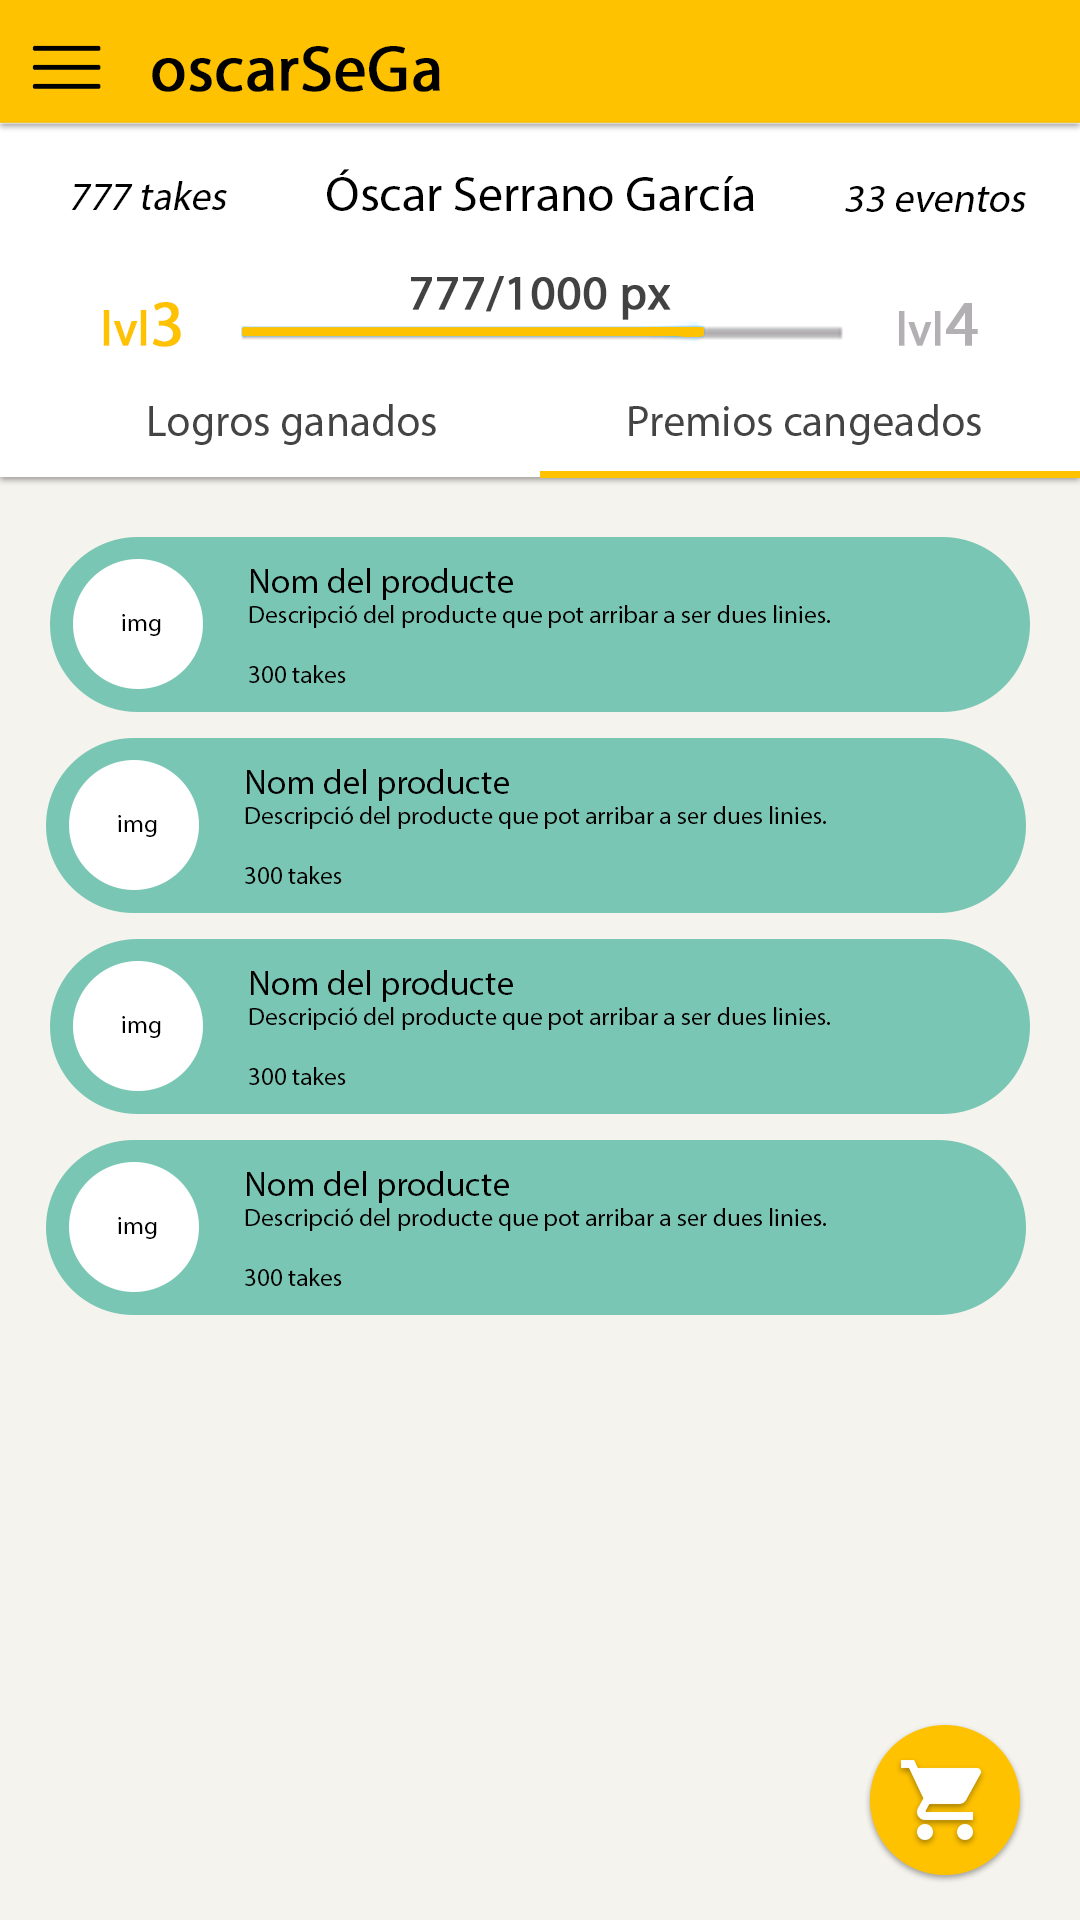 oscarSeGa
777 takes
Óscar Serrano García
33 eventos
777/1000 px
lvl3
lvl4
Logros ganados
Premios cangeados
img
Nom del producte
Descripció del producte que pot arribar a ser dues linies.
300 takes
img
Nom del producte
Descripció del producte que pot arribar a ser dues linies.
300 takes
img
Nom del producte
Descripció del producte que pot arribar a ser dues linies.
300 takes
img
Nom del producte
Descripció del producte que pot arribar a ser dues linies.
300 takes